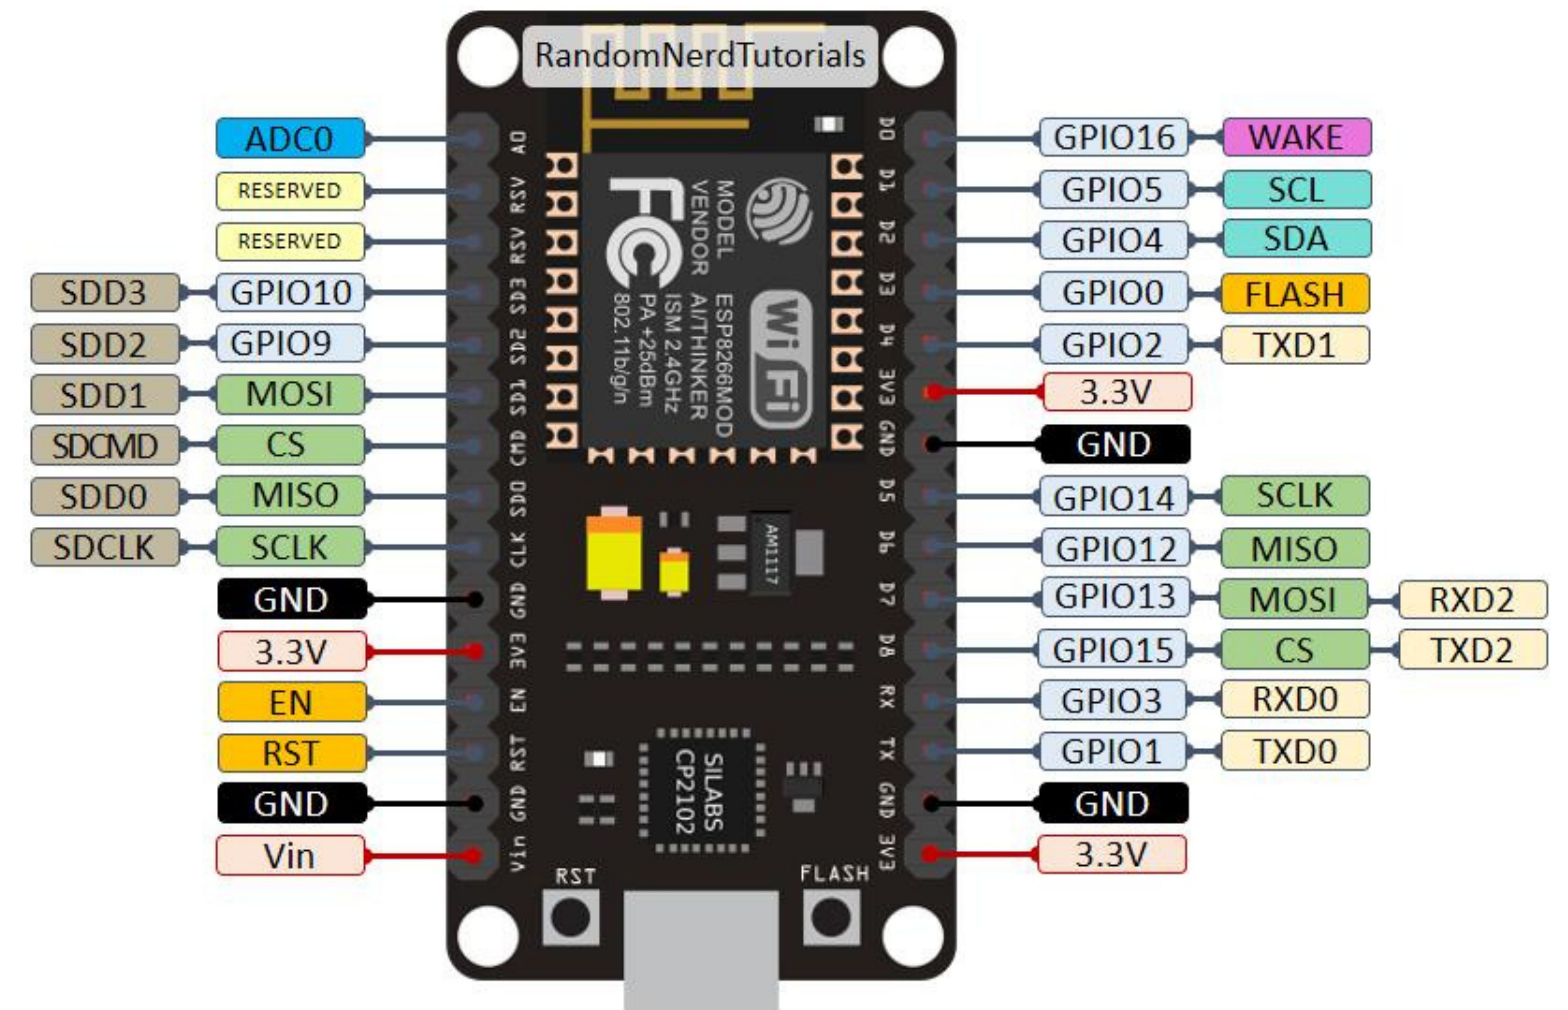 RandomNerdTutorials
ADC0
RESERVED
RESERVED
SDD3 GPIO10
SDD2 GPIO9
SDD1 MOSI
SDCMD CS
SDD0 MISO
SDCLK SCLK
GND
3.3V
EN
RST
GND
Vin
A0
RSV
RSV
SD3
SD2
SD1
CMD
SD0
CLK
GND
3V3
EN
RST
GND
Vin
MODEL
VENDOR
ESP8266MOD
AI/THINKER
ISM 2.4GHz
PA +25dBm
802.11b/g/n
FC
Wi Fi
AM1117
SILABS
CP2102
RST
FLASH
D0
D1
D2
D3
D4
3V3
GND
D5
D6
D7
D8
RX
TX
GND
3V3
GPIO16 WAKE
GPIO5 SCL
GPIO4 SDA
GPIO0 FLASH
GPIO2 TXD1
3.3V
GND
GPIO14 SCLK
GPIO12 MISO
GPIO13 MOSI RXD2
GPIO15 CS TXD2
GPIO3 RXD0
GPIO1 TXD0
GND
3.3V